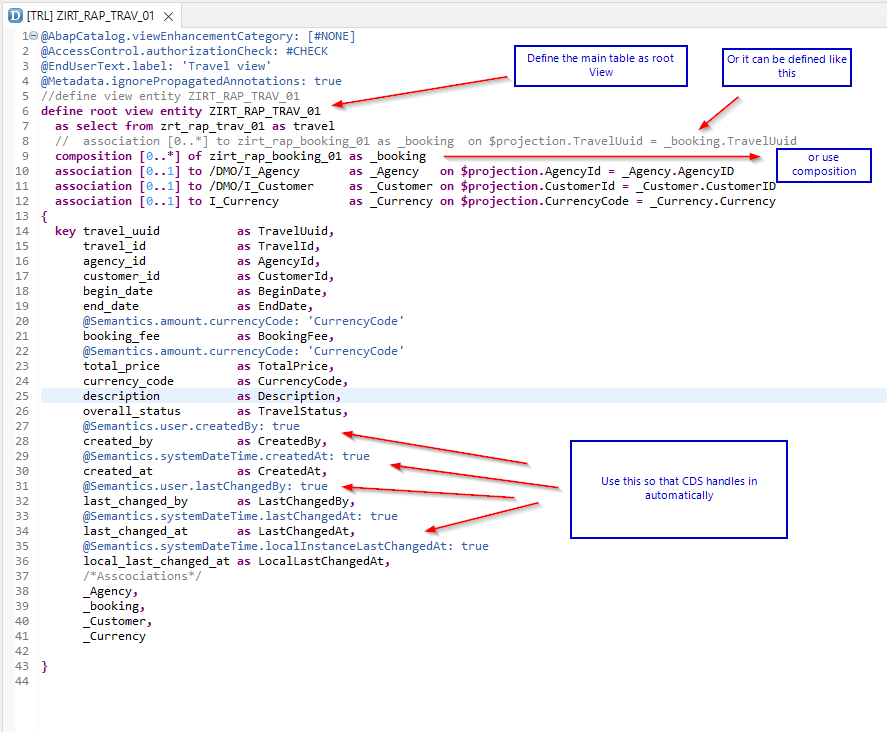 [TRL] ZIRT_RAP_TRAV_01
1 @AbapCatalog.viewEnhancementCategory: [#NONE]
2 @AccessControl.authorizationCheck: #CHECK
3 @EndUserText.label: 'Travel view'
4 @Metadata.ignorePropagatedAnnotations: true
5 //define view entity ZIRT_RAP_TRAV_01
6 define root view entity ZIRT_RAP_TRAV_01
7 as select from zrt_rap_trav_01 as travel
8 // association [0..*] to zirt_rap_booking_01 as _booking on $projection.TravelUuid = _booking.TravelUuid
9 composition [0..*] of zirt_rap_booking_01 as _booking
10 association [0..1] to /DMO/I_Agency as _Agency on $projection.AgencyId = _Agency.AgencyID
11 association [0..1] to /DMO/I_Customer as _Customer on $projection.CustomerId = _Customer.CustomerID
12 association [0..1] to I_Currency as _Currency on $projection.CurrencyCode = _Currency.Currency
13 {
14 key travel_uuid as TravelUuid,
15 travel_id as TravelId,
16 agency_id as AgencyId,
17 customer_id as CustomerId,
18 begin_date as BeginDate,
19 end_date as EndDate,
20 @Semantics.amount.currencyCode: 'CurrencyCode'
21 booking_fee as BookingFee,
22 @Semantics.amount.currencyCode: 'CurrencyCode'
23 total_price as TotalPrice,
24 currency_code as CurrencyCode,
25 description as Description,
26 overall_status as TravelStatus,
27 @Semantics.user.createdBy: true
28 created_by as CreatedBy,
29 @Semantics.systemDateTime.createdAt: true
30 created_at as CreatedAt,
31 @Semantics.user.lastChangedBy: true
32 last_changed_by as LastChangedBy,
33 @Semantics.systemDateTime.lastChangedAt: true
34 last_changed_at as LastChangedAt,
35 @Semantics.systemDateTime.localInstanceLastChangedAt: true
36 local_last_changed_at as LocalLastChangedAt,
37 /*Asscociations*/
38 _Agency,
39 _booking,
40 _Customer,
41 _Currency
42
43 }
44
Define the main table as root
View
Or it can be defined like
this
or use
composition
Use this so that CDS handles in
automatically